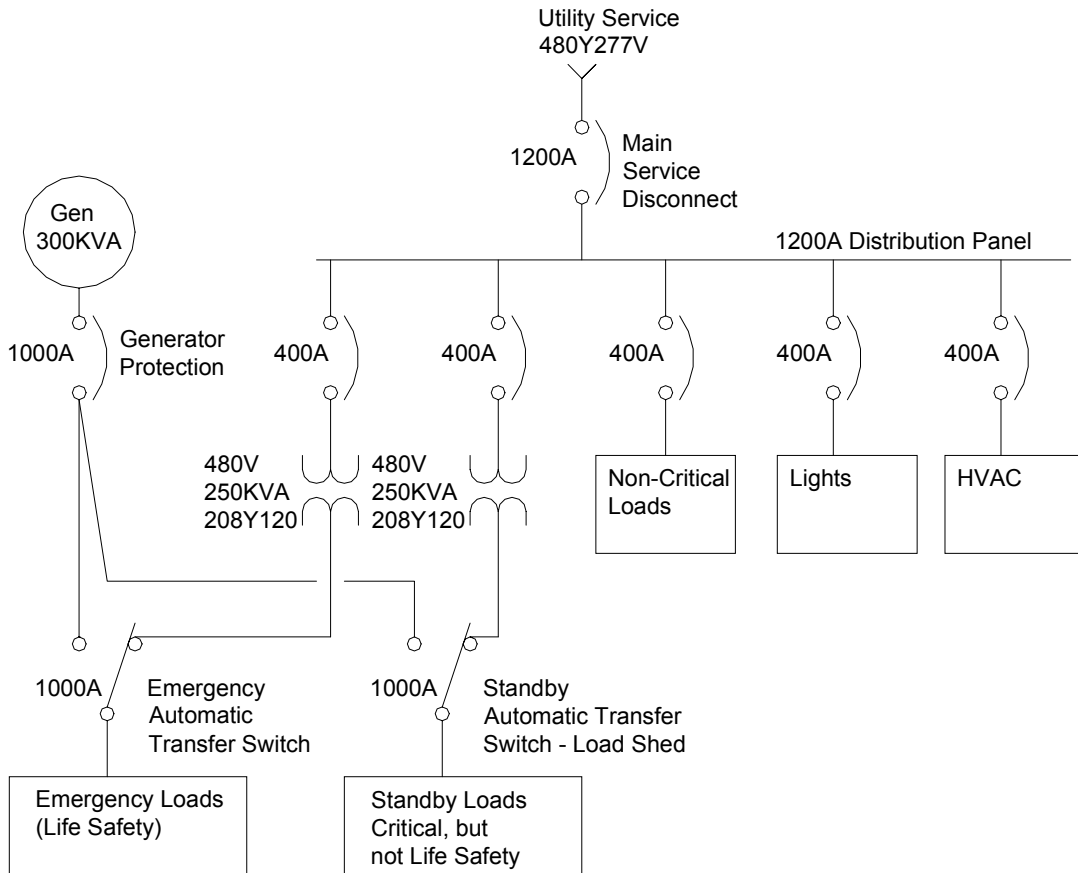 Utility Service
480Y277V
1200A
Main
Service
Disconnect
Gen
300KVA
1200A Distribution Panel
1000A
Generator
Protection
400A
400A
400A
400A
400A
480V
250KVA
208Y120
480V
250KVA
208Y120
Non-Critical
Loads
Lights
HVAC
1000A
Emergency
Automatic
Transfer Switch
1000A
Standby
Automatic Transfer
Switch - Load Shed
Emergency Loads
(Life Safety)
Standby Loads
Critical, but
not Life Safety